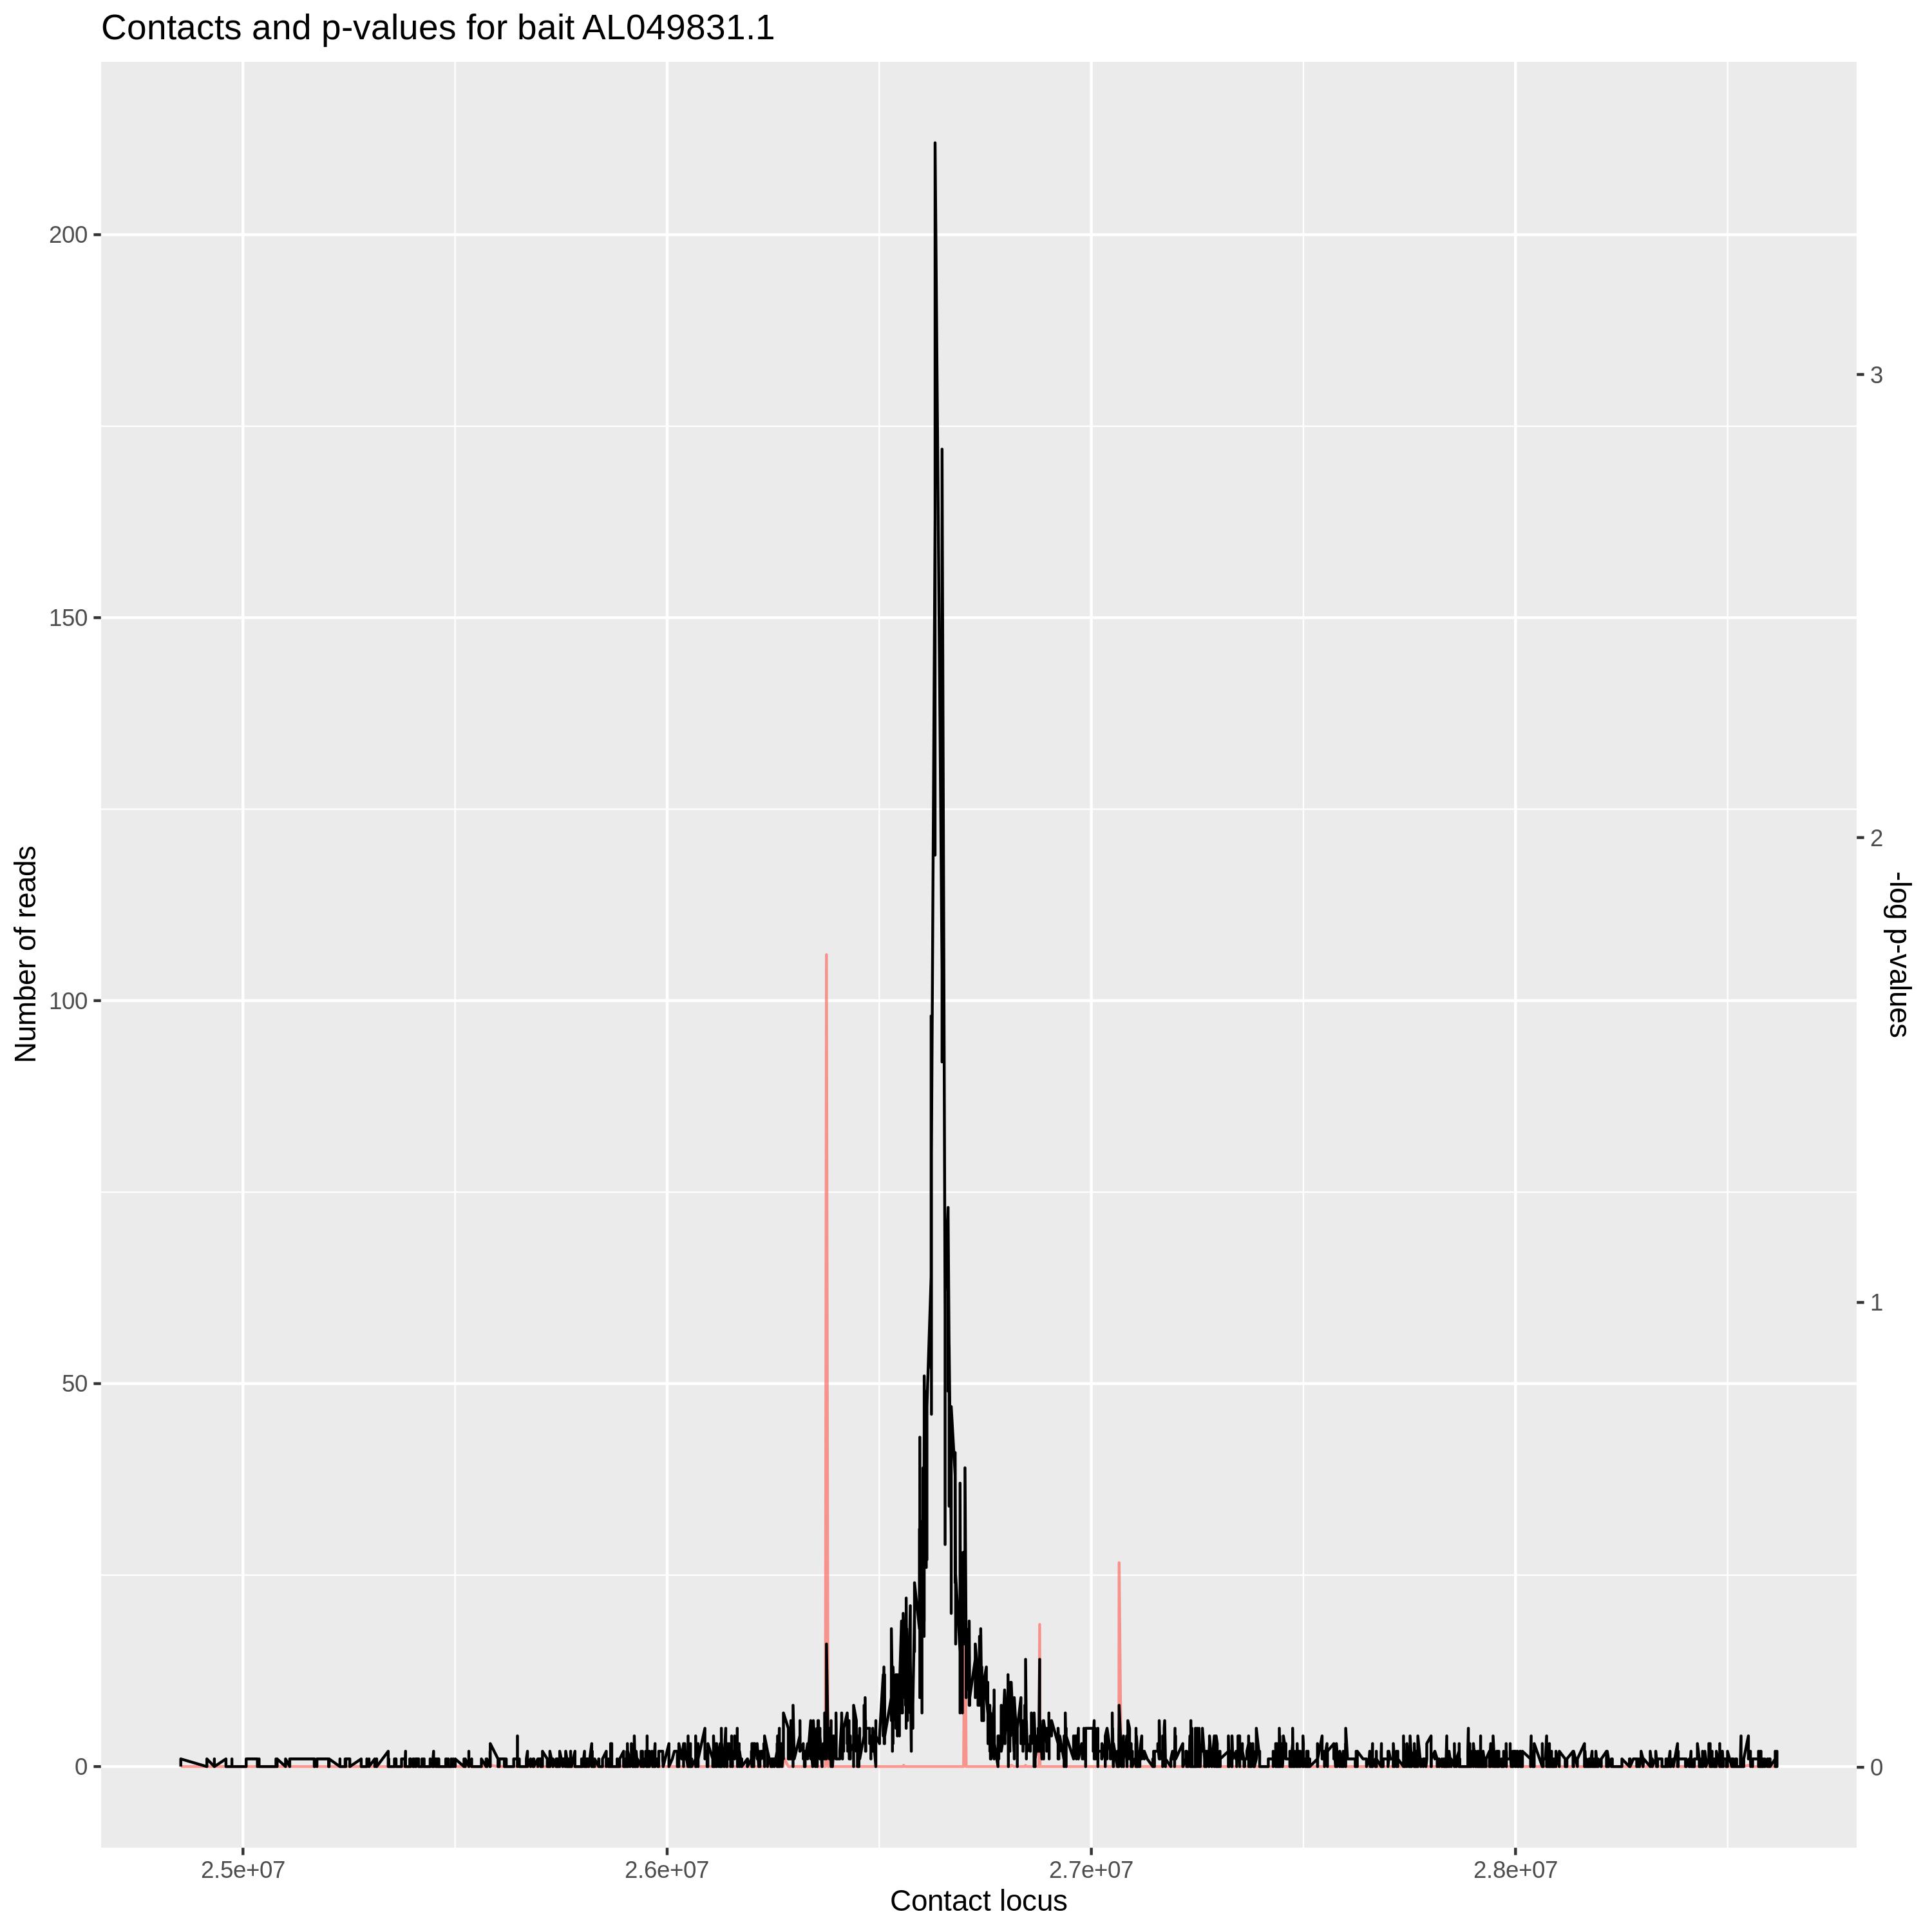 Contacts and p-values for bait AL049831.1
200
150
100
50
0
Number of reads
3
2
1
0
-log p-values
2.5e+07 2.6e+07 2.7e+07 2.8e+07
Contact locus